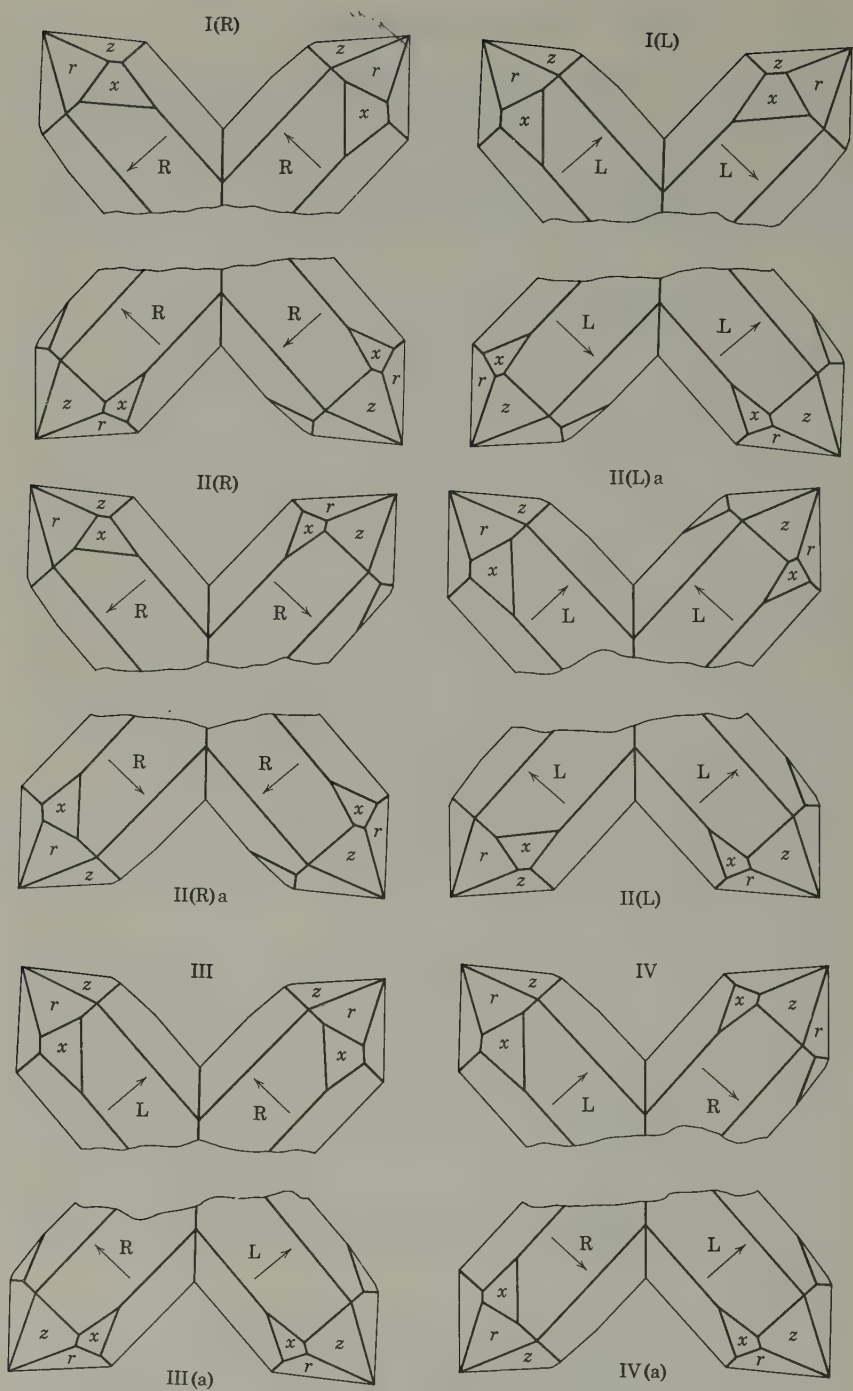 I(R)
z r x R
z r x R
I(L)
r z x L
z r x L
R z x r
R x r z
L x r z
L x z r
II(R)
r z x R
r x z R
II(L)a
r z x L
z r x L
R x r z
R x r z
II(R)a
L r x z
L x z r
II(L)
III
r z x L
z r x R
IV
r z x L
x z r R
R z x r
L x z r
III(a)
R x r z
L x z r
IV(a)